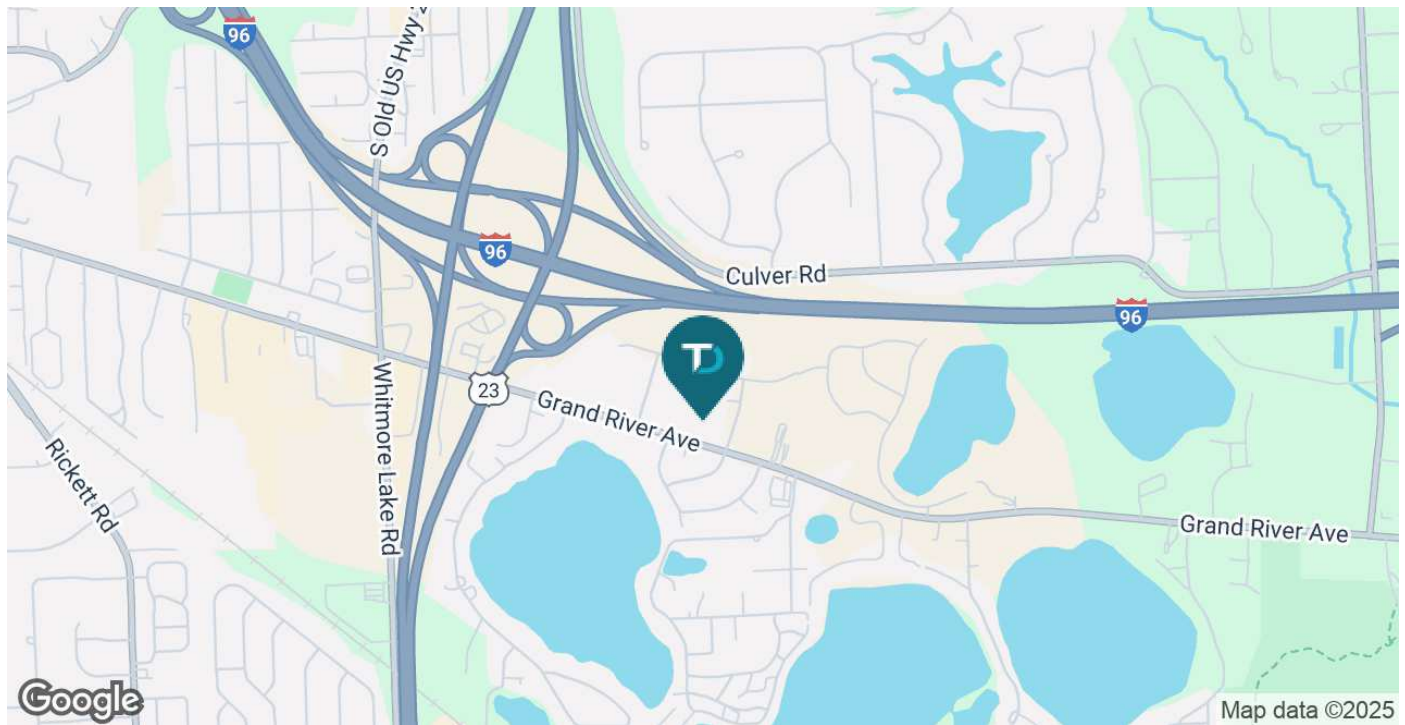 96
S Old US Hwy 2
96
Culver Rd
96
TD
23
Grand River Ave
Whitmore Lake Rd
Rickett Rd
Grand River Ave
Google
Map data ©2025